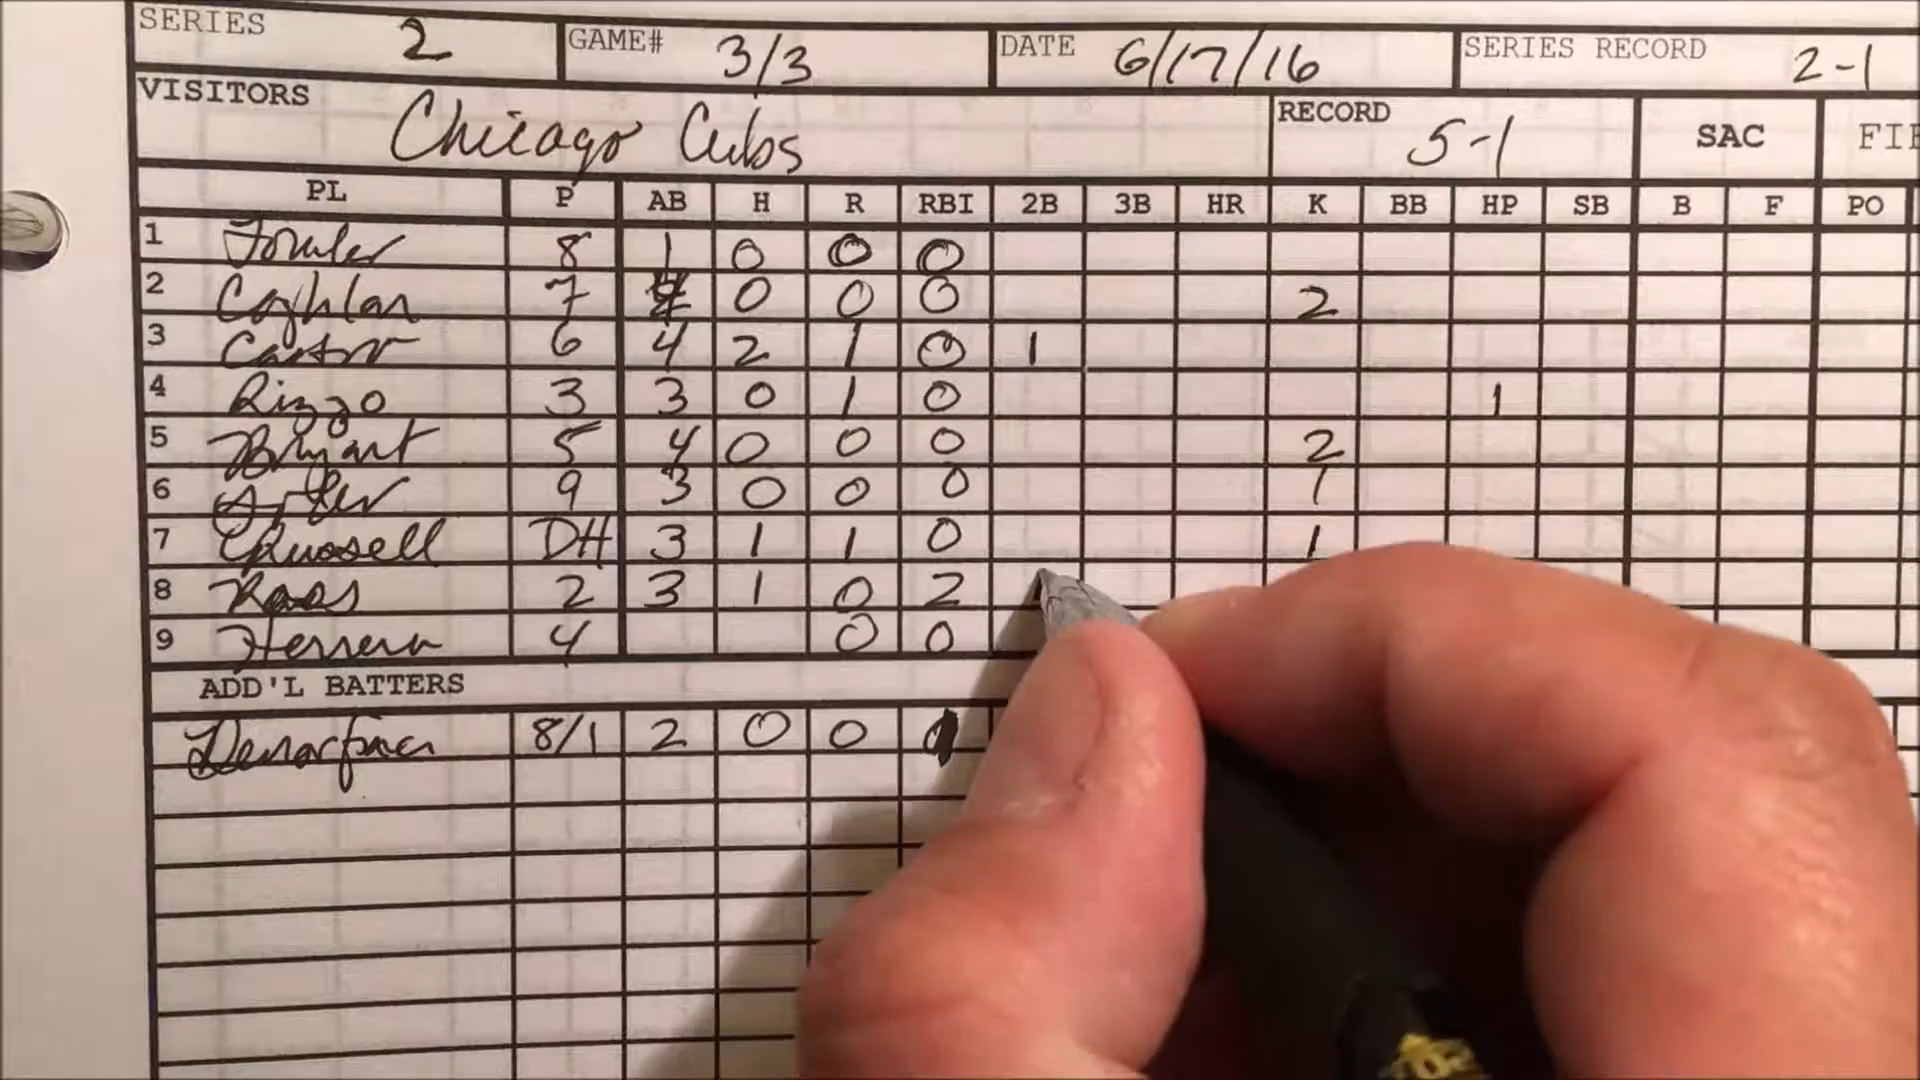 SERIES 2 GAME# 3/3 DATE 6/17/16 SERIES RECORD 2-1
VISITORS Chicago Cubs RECORD 5-1 SAC
PL P AB H R RBI 2B 3B HR K BB HP SB B F PO
1 Fowler 8 1 0 0 0
2 Coghlan 7 0 0 0 2
3 Castro 6 4 2 1 0 1
4 Rizzo 3 3 0 1 0 1
5 Bryant 5 4 0 0 0 2
6 9 3 0 0 0 1
7 Russell DH 3 1 1 0 1
8 Ross 2 3 1 0 2
9 Herrera 4 0 0
ADD'L BATTERS
Denorfia 8/1 2 0 0